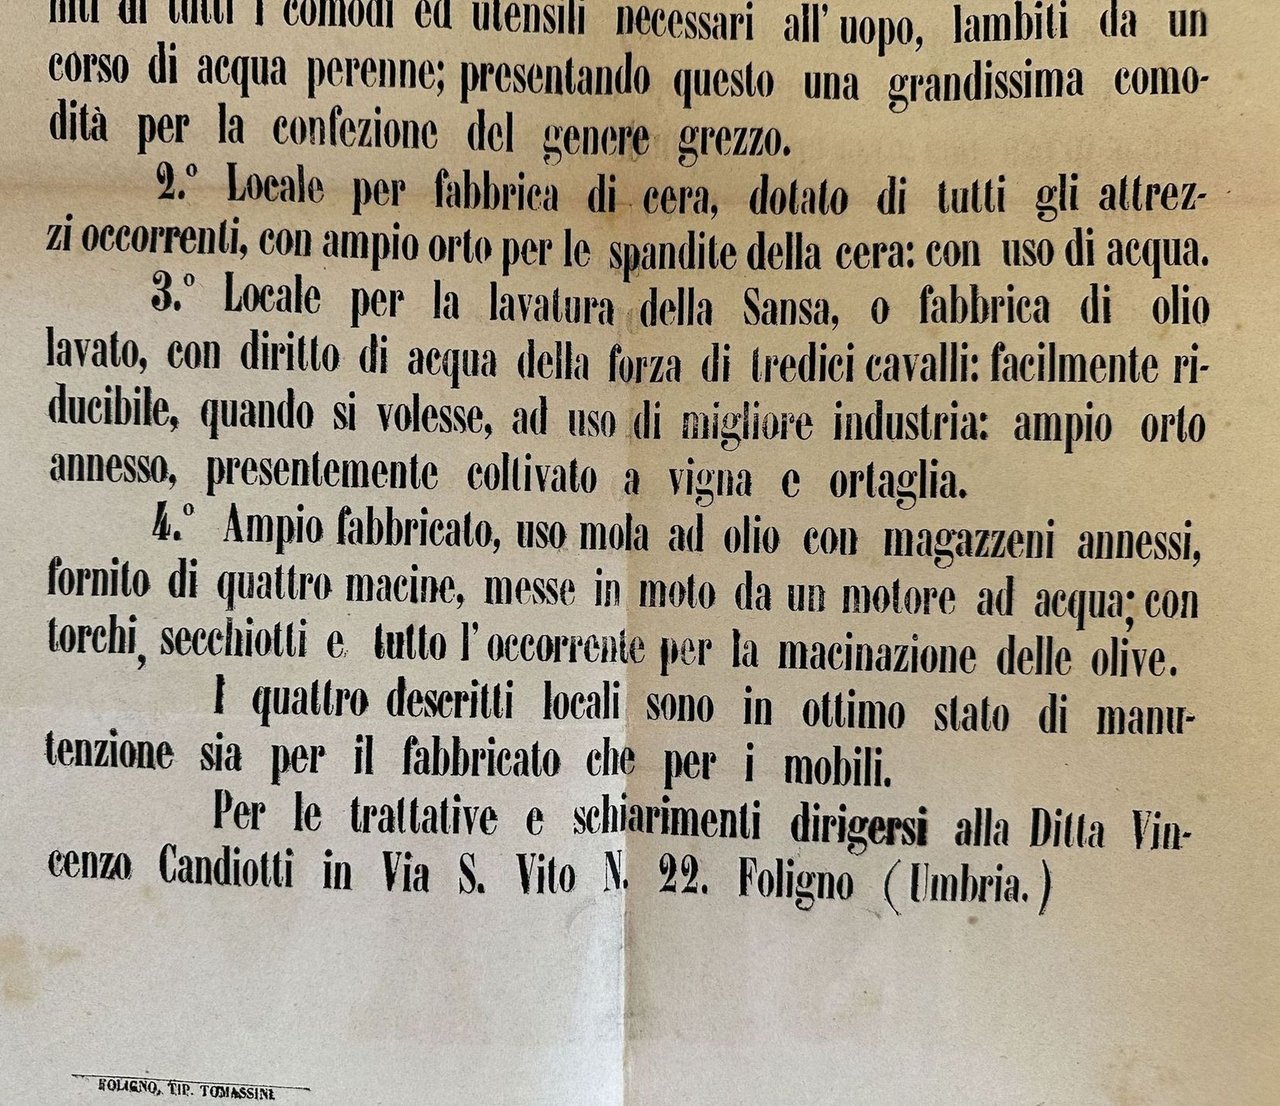 niti di tutti i comodi ed utensili necessari all' uopo, lambiti da un
corso di acqua perenne; presentando questo una grandissima como-
dità per la confezione del genere grezzo.
2.° Locale per fabbrica di cera, dotato di tutti gli attrez-
zi occorrenti, con ampio orto per le spandite della cera: con uso di acqua.
3.° Locale per la lavatura della Sansa, o fabbrica di olio
lavato, con diritto di acqua della forza di tredici cavalli: facilmente ri-
ducibile, quando si volesse, ad uso di migliore industria: ampio orto
annesso, presentemente coltivato a vigna e ortaglia.
4.° Ampio fabbricato, uso mola ad olio con magazzeni annessi,
fornito di quattro macine, messe in moto da un motore ad acqua; con
torchi, secchiotti e tutto l' occorrente per la macinazione delle olive.
I quattro descritti locali sono in ottimo stato di manu-
tenzione sia per il fabbricato che per i mobili.
Per le trattative e schiarimenti dirigersi alla Ditta Vin-
cenzo Candiotti in Via S. Vito N. 22. Foligno (Umbria.)
FOLIGNO, TIP. TOMASSINI